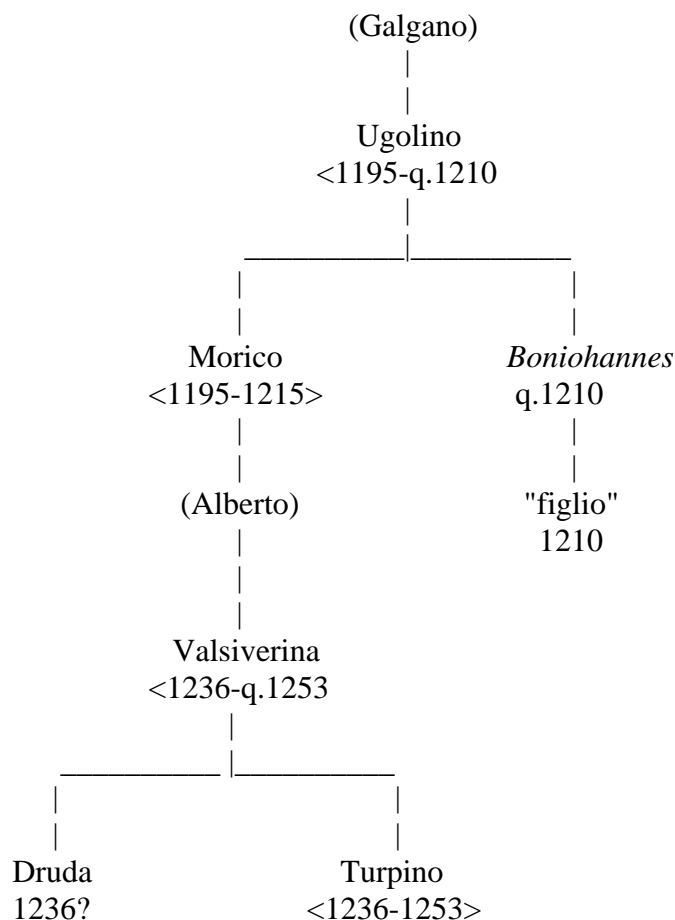 (Galgano)
Ugolino
<1195-q.1210
Morico Boniohannes
<1195-1215> q.1210
(Alberto) "figlio"
1210
Valsiverina
<1236-q.1253
Druda Turpino
1236? <1236-1253>